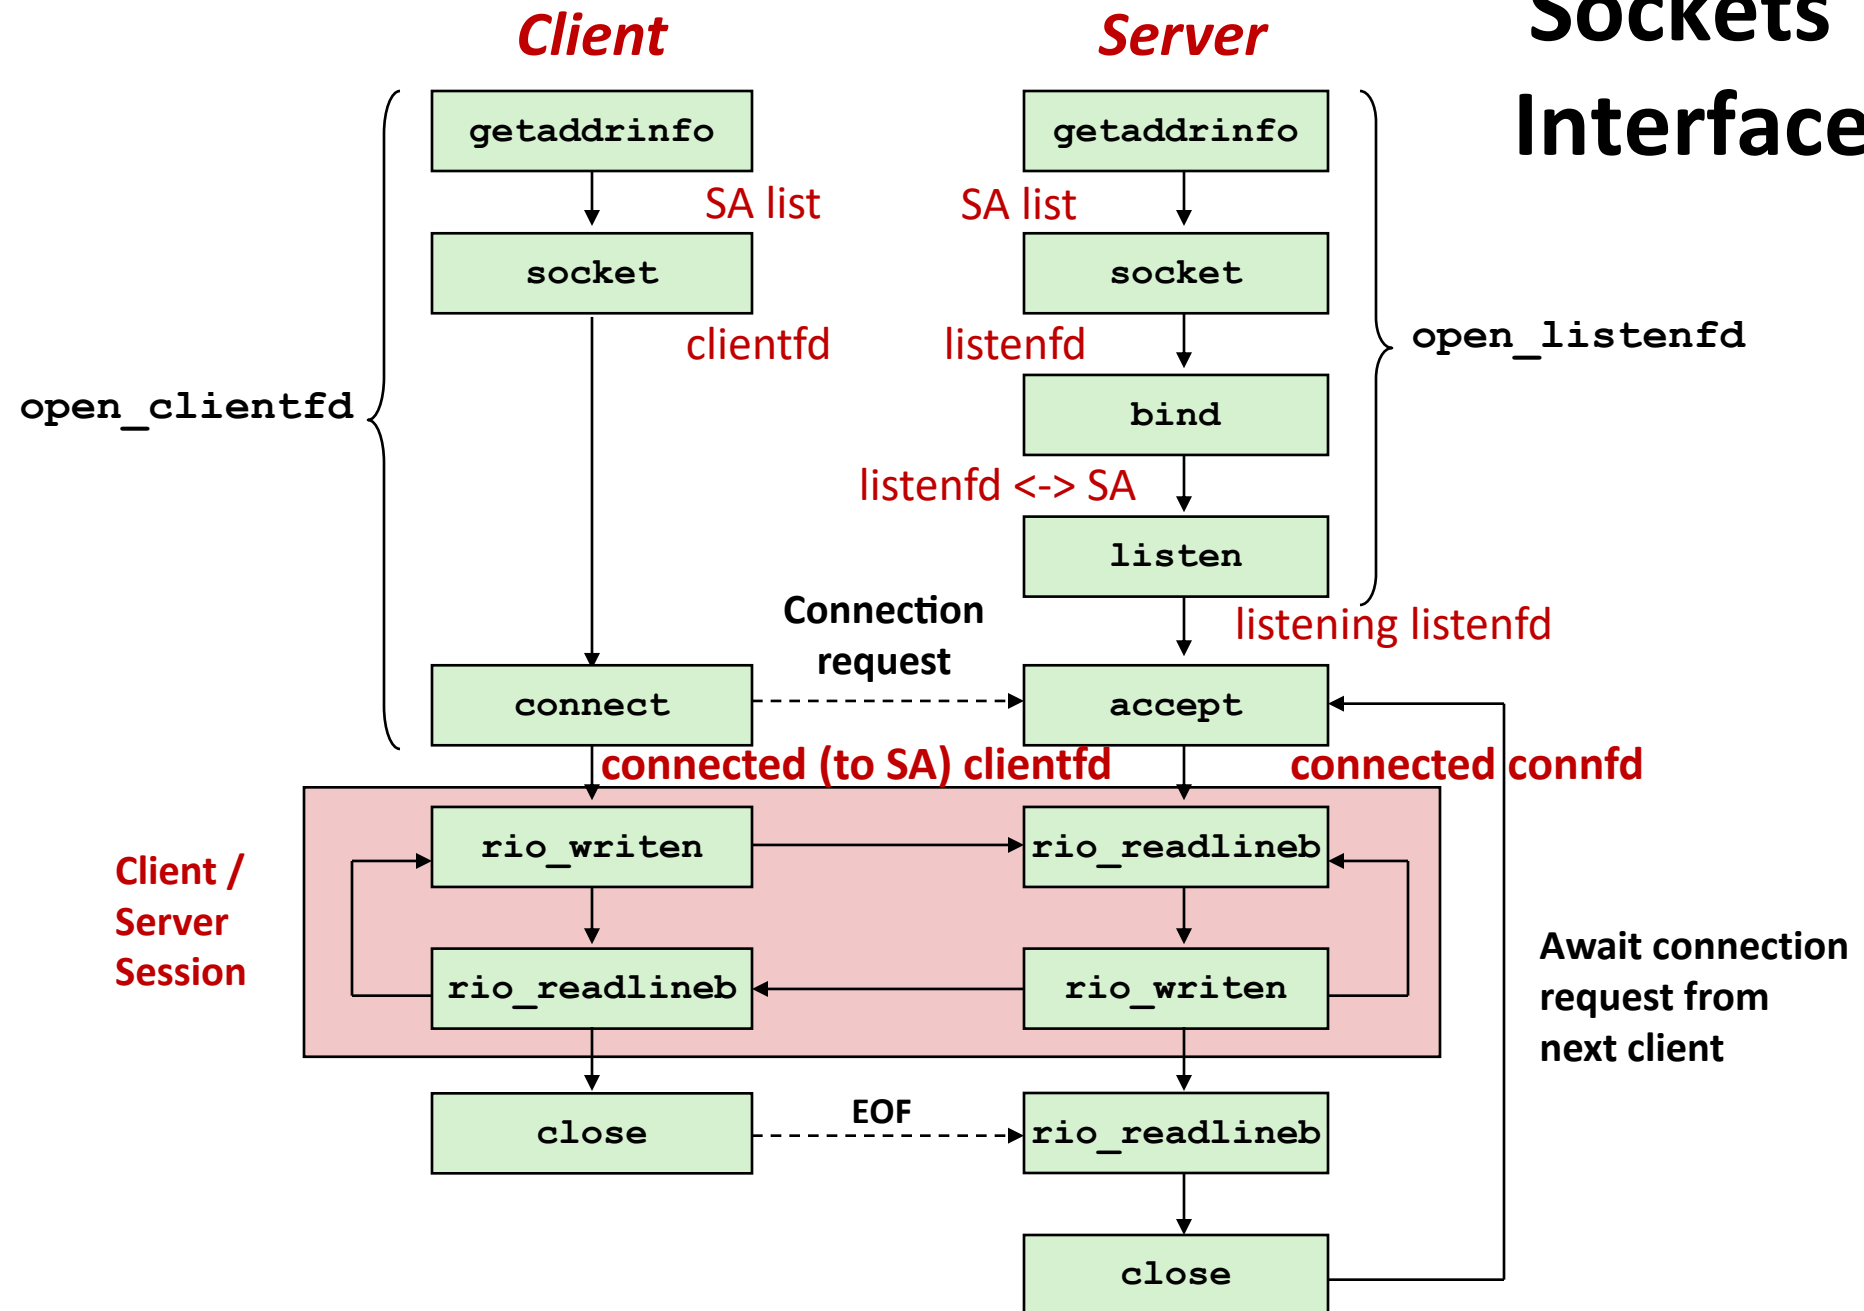 Sockets
Interface
Client
Server
getaddrinfo
getaddrinfo
SA list
SA list
socket
socket
clientfd
listenfd
open_listenfd
open_clientfd
bind
listenfd <-> SA
listen
Connection
request
listening listenfd
connect
accept
connected (to SA) clientfd
connected connfd
Client /
Server
Session
rio_writen
rio_readlineb
rio_readlineb
rio_writen
Await connection
request from
next client
close
EOF
rio_readlineb
close